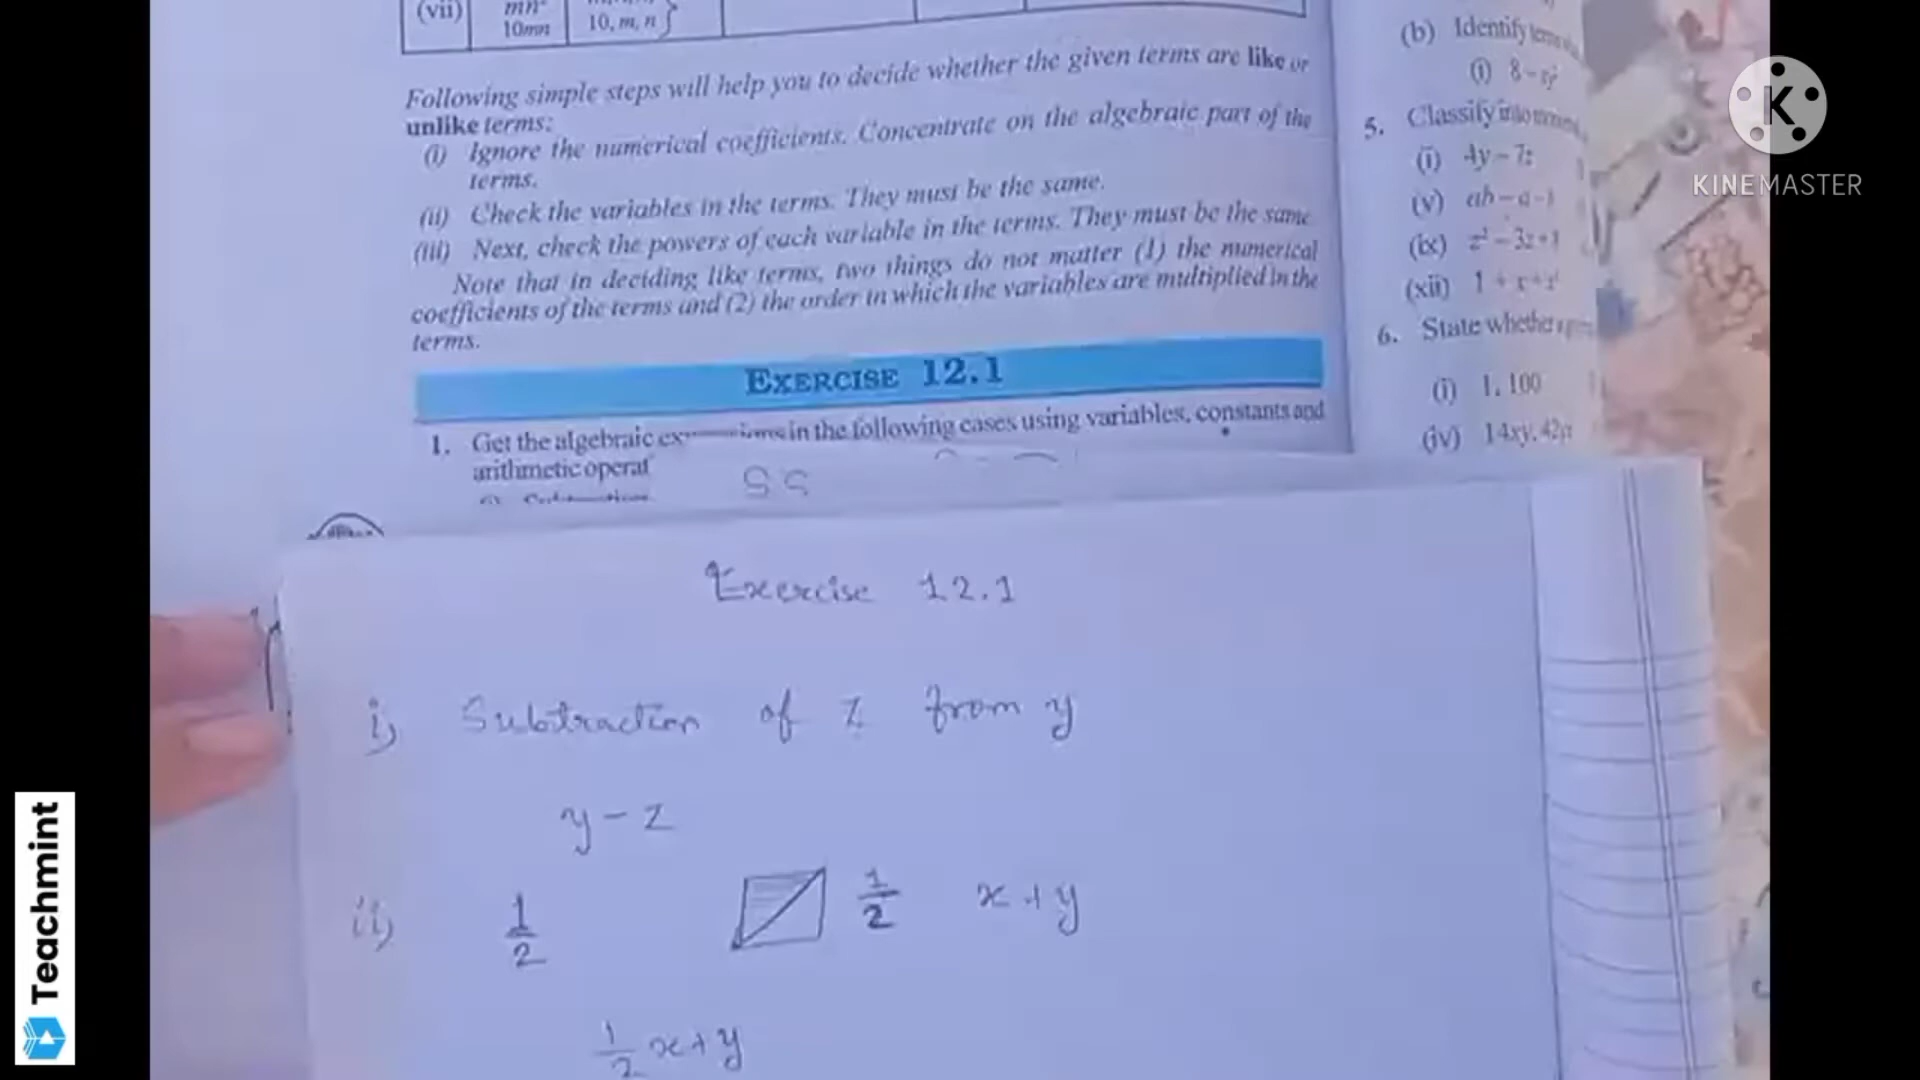 (vii) mn²
10mn 10, m, n
Following simple steps will help you to decide whether the given terms are like or
unlike terms:
(i) Ignore the numerical coefficients. Concentrate on the algebraic part of the
terms.
(ii) Check the variables in the terms. They must be the same.
(iii) Next, check the powers of each variable in the terms. They must be the same.
Note that in deciding like terms, two things do not matter (1) the numerical
coefficients of the terms and (2) the order in which the variables are multiplied in the
terms.
EXERCISE 12.1
1. Get the algebraic in the following cases using variables, constants and
arithmetic
(b) Identify
(i) 8 –
5. Classify into
(i) 4y – 7z
(v) ab – a –
(ix) z² – 3z +
(xii) 1 + x + x²
6. State whether
(i) 1, 100
(iv) 14xy, 42
Exercise 12.1
i) Subtraction of z from y
y - z
ii) 1/2 1/2 x + y
1/2 x + y
K
KINEMASTER
Teachmint